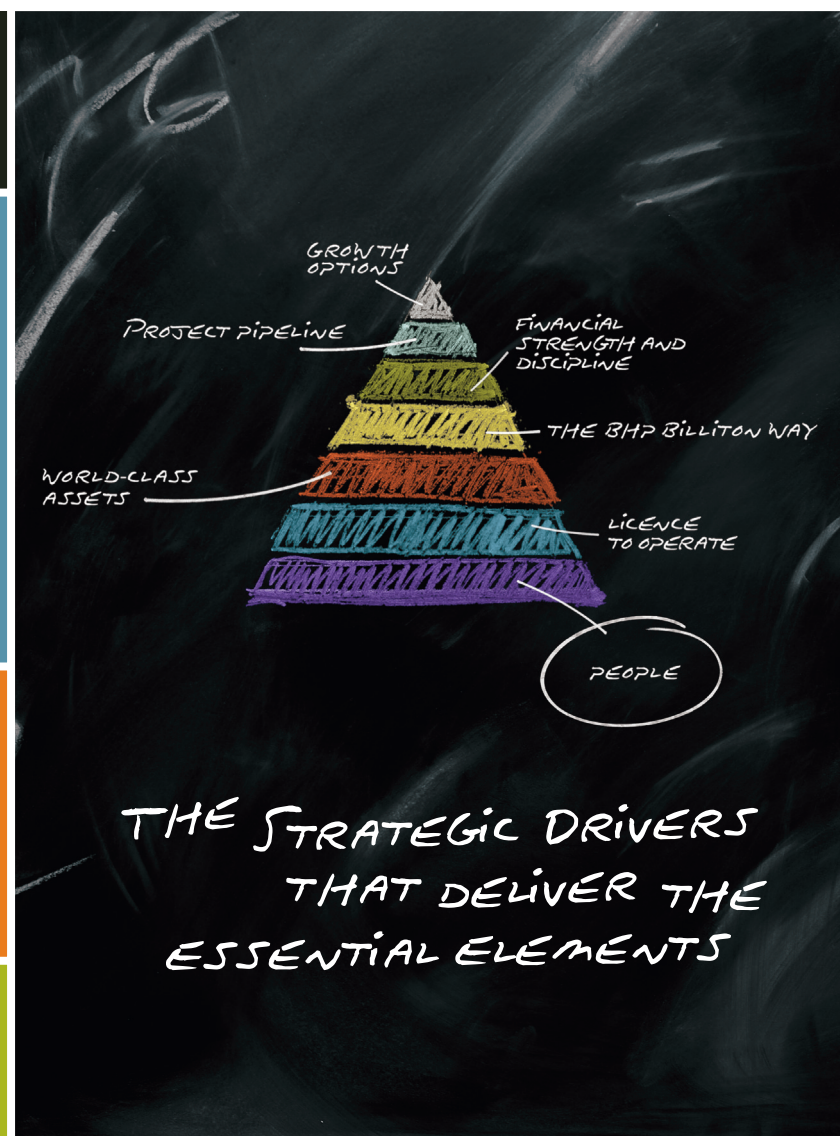 GROWTH
OPTIONS
PROJECT PIPELINE
FINANCIAL
STRENGTH AND
DISCIPLINE
THE BHP BILLITON WAY
WORLD-CLASS
ASSETS
LICENCE
TO OPERATE
PEOPLE
THE STRATEGIC DRIVERS
THAT DELIVER THE
ESSENTIAL ELEMENTS